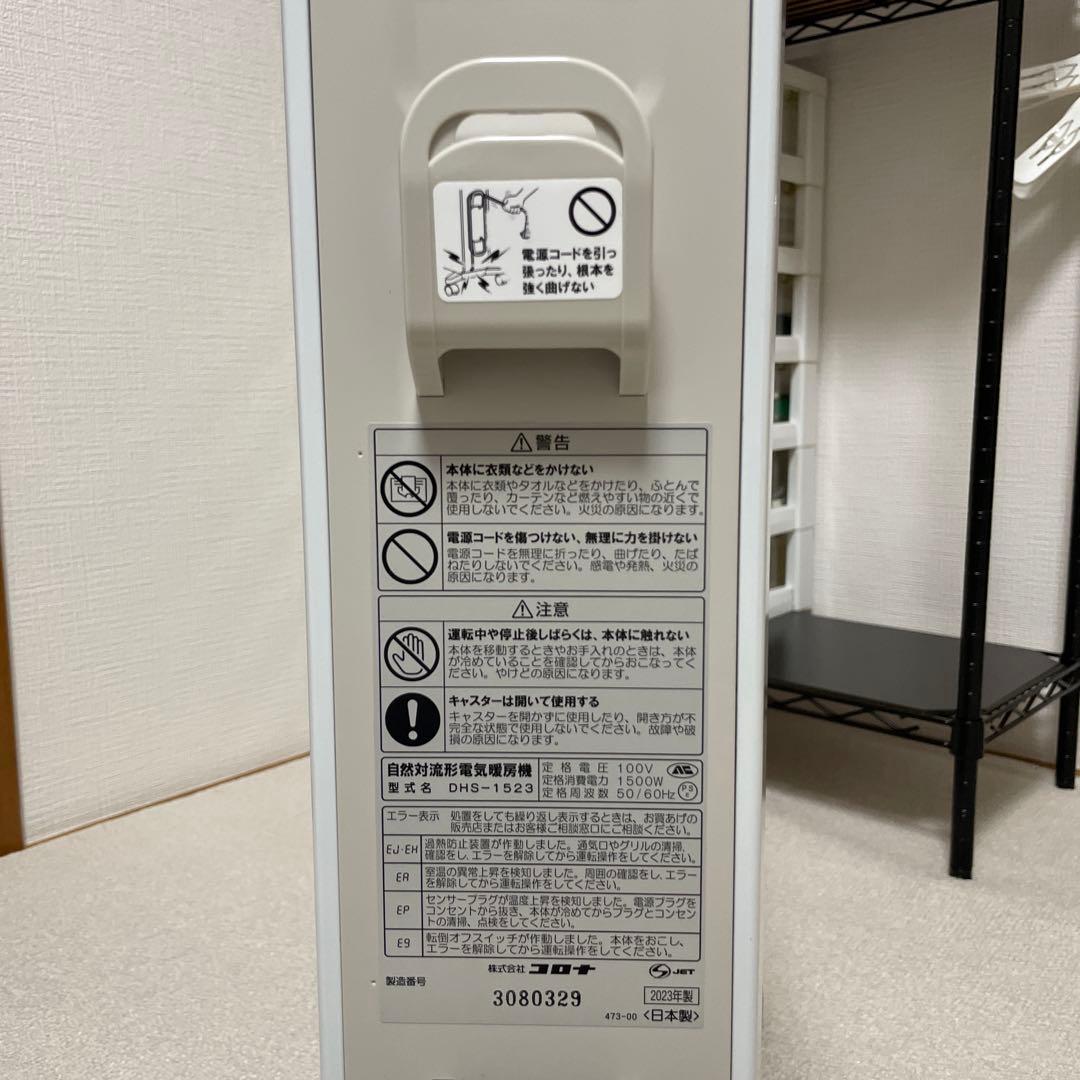 電源コードを引っ
張ったり、根本を
強く曲げない
警告
本体に衣類などをかけない
本体に衣類やタオルなどをかけたり、ふとんで
覆ったり、カーテンなど燃えやすい物の近くで
使用しないでください。火災の原因になります。
電源コードを傷つけない、無理に力を掛けない
電源コードを無理に折ったり、曲げたり、たば
ねたりしないでください。感電や発熱、火災の
原因になります。
注意
運転中や停止後しばらくは、本体に触れない
本体を移動するときやお手入れのときは、本体
が冷めていることを確認してからおこなってく
ださい。やけどの原因になります。
キャスターは開いて使用する
キャスターを開かずに使用したり、開き方が不
完全な状態で使用しないでください。故障や破
損の原因になります。
自然対流形電気暖房機
型式名 DHS-1523
定格電圧 100V
定格消費電力 1500W
定格周波数 50/60Hz
PS
E
エラー表示 処置をしても繰り返し表示するときは、お買あげの
販売店またはお客様ご相談窓口にご相談ください。
EJ・EH 過熱防止装置が作動しました。通気口やグリルの清掃、
確認をし、エラーを解除してから運転操作をしてください。
EA 室温の異常上昇を検知しました。周囲の確認をし、エラー
を解除してから運転操作をしてください。
EP センサープラグが温度上昇を検知しました。電源プラグを
コンセントから抜き、本体が冷めてからプラグとコンセン
トの清掃、点検をしてください。
E9 転倒オフスイッチが作動しました。本体をおこし、
エラーを解除してから運転操作をしてください。
株式会社 コロナ
S JET
製造番号
3080329
2023年製
473-00 〈日本製〉